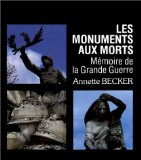 LES
MONUMENTS
AUX MORTS
Mémoire de
la Grande Guerre
Annette BECKER